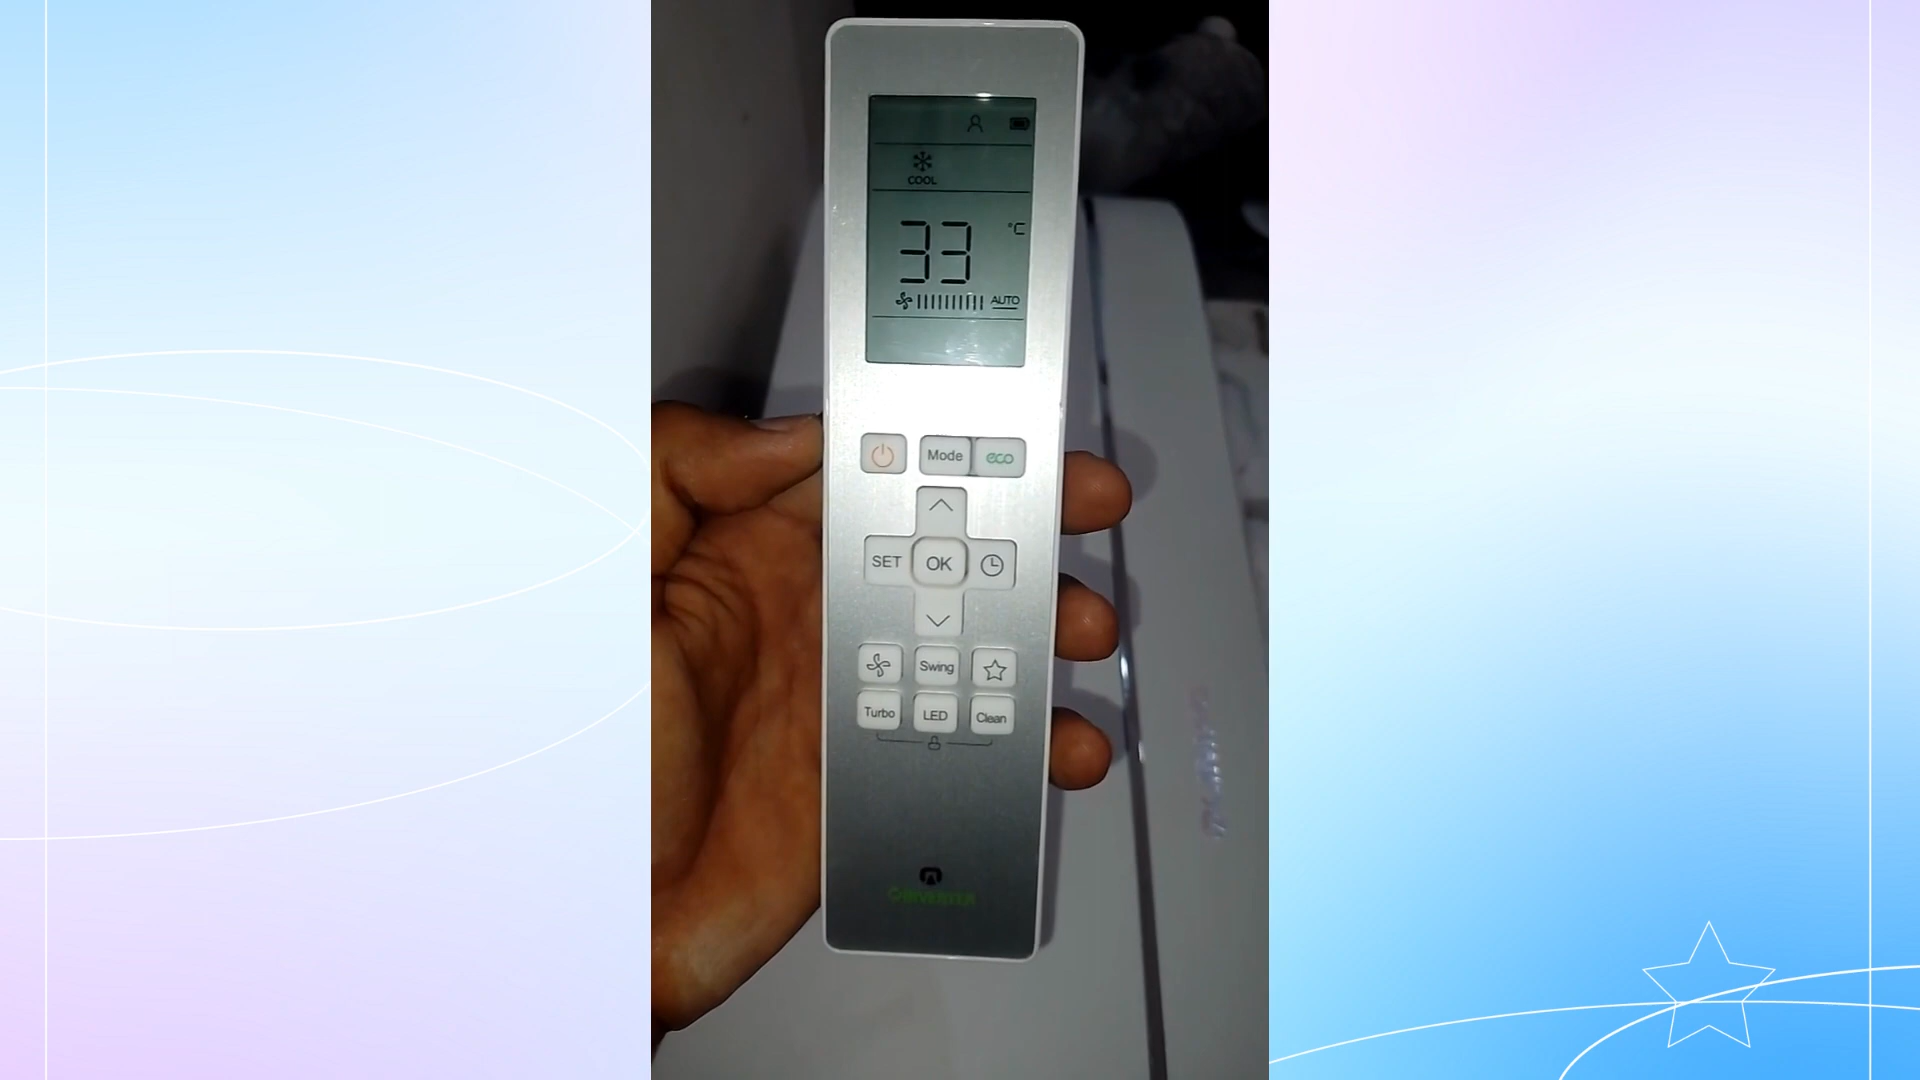 COOL
33 °C
AUTO
Mode eco
SET OK
Swing
Turbo LED Clean